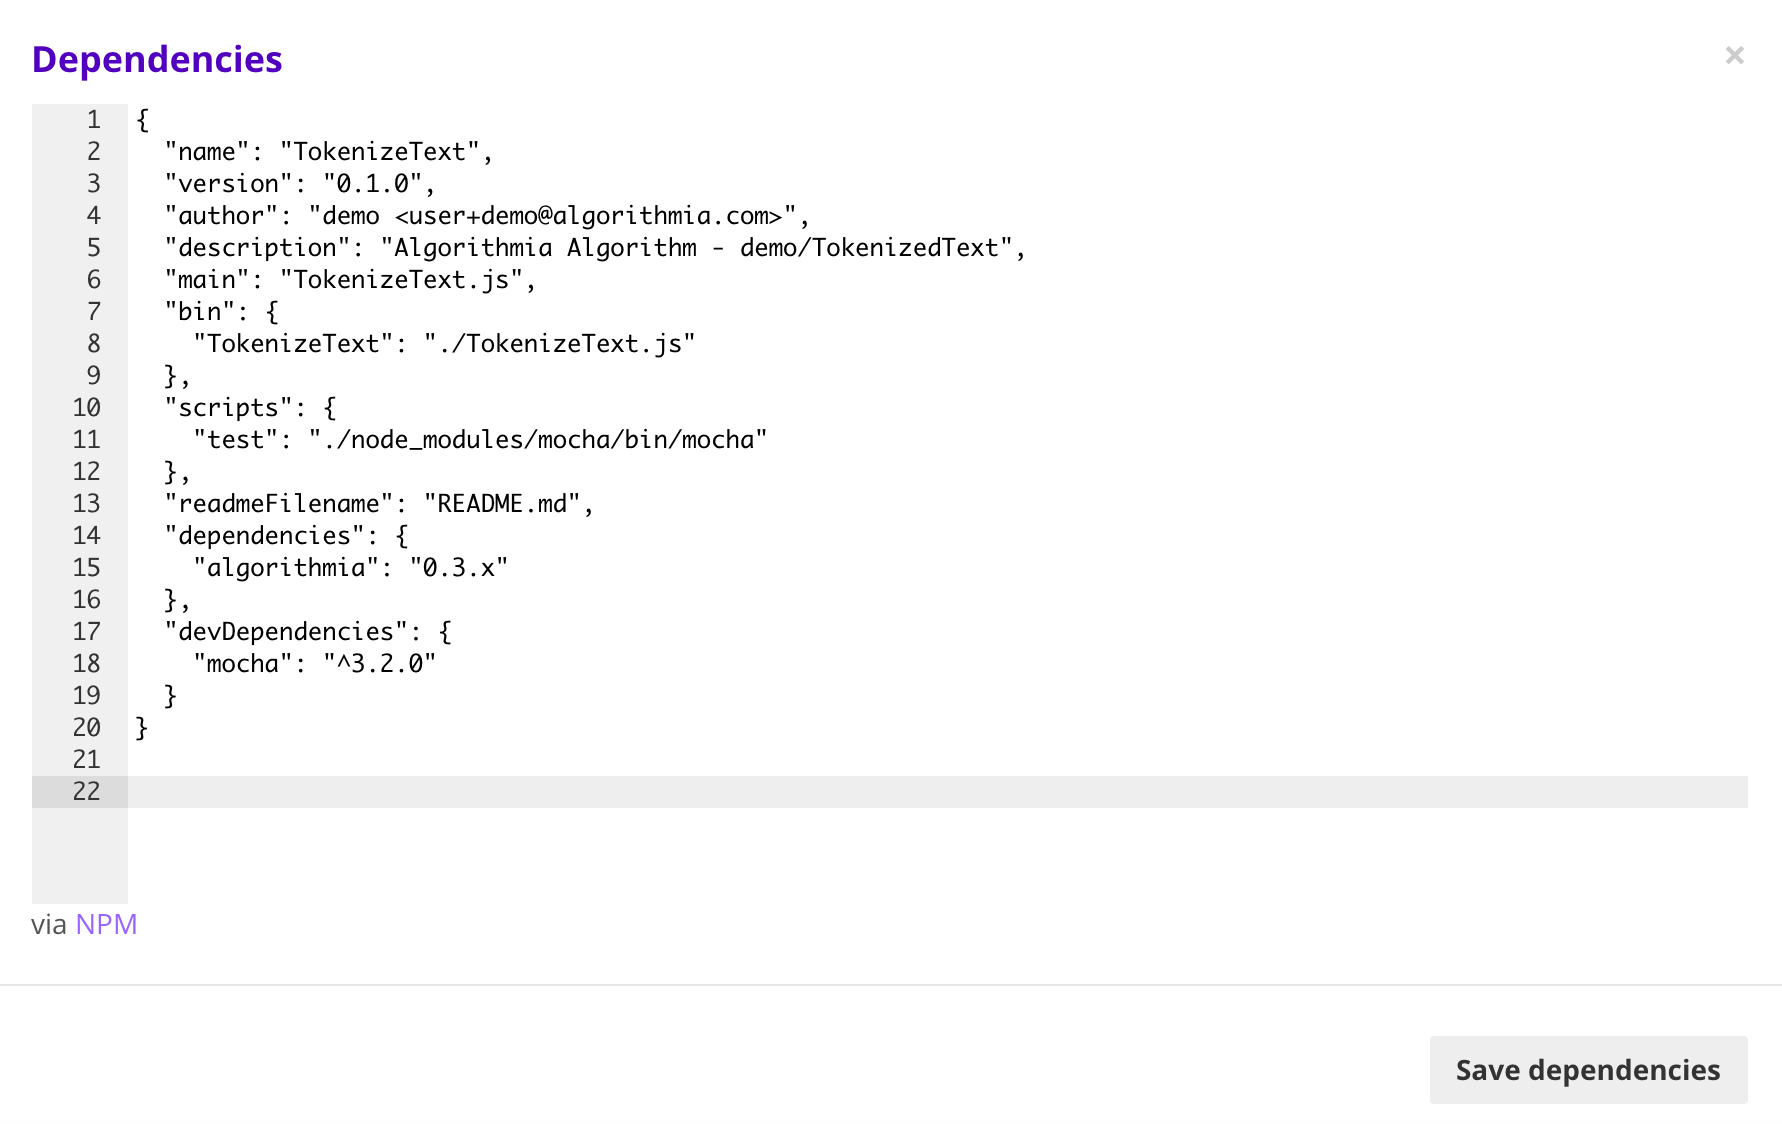 Dependencies
×
1 {
2   "name": "TokenizeText",
3   "version": "0.1.0",
4   "author": "demo <user+demo@algorithmia.com>",
5   "description": "Algorithmia Algorithm - demo/TokenizedText",
6   "main": "TokenizeText.js",
7   "bin": {
8     "TokenizeText": "./TokenizeText.js"
9   },
10   "scripts": {
11     "test": "./node_modules/mocha/bin/mocha"
12   },
13   "readmeFilename": "README.md",
14   "dependencies": {
15     "algorithmia": "0.3.x"
16   },
17   "devDependencies": {
18     "mocha": "^3.2.0"
19   }
20 }
21
22
via NPM
Save dependencies